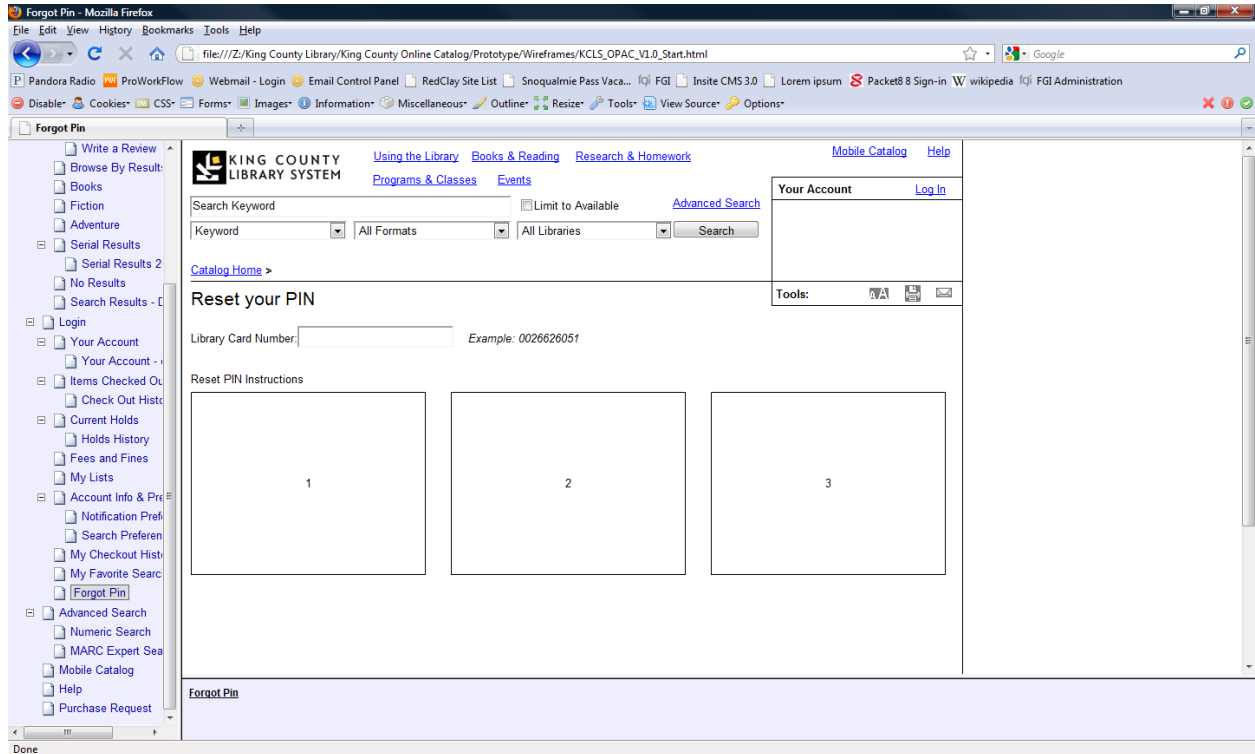 Forgot Pin - Mozilla Firefox
File Edit View History Bookmarks Tools Help
file:///Z:/King County Library/King County Online Catalog/Prototype/Wireframes/KCLS_OPAC_V1.0_Start.html
Google
Pandora Radio ProWorkFlow Webmail - Login Email Control Panel RedClay Site List Snoqualmie Pass Vaca... FGI Insite CMS 3.0 Lorem ipsum Packet8 8 Sign-in wikipedia FGI Administration
Disable Cookies CSS Forms Images Information Miscellaneous Outline Resize Tools View Source Options
Forgot Pin
Write a Review
Browse By Result
Books
Fiction
Adventure
Serial Results
Serial Results 2
No Results
Search Results -
Login
Your Account
Your Account -
Items Checked Ou
Check Out Histo
Current Holds
Holds History
Fees and Fines
My Lists
Account Info & Pre
Notification Prefe
Search Preferen
My Checkout Histo
My Favorite Searc
Forgot Pin
Advanced Search
Numeric Search
MARC Expert Sea
Mobile Catalog
Help
Purchase Request
KING COUNTY
LIBRARY SYSTEM
Using the Library Books & Reading Research & Homework
Programs & Classes Events
Mobile Catalog Help
Search Keyword
Limit to Available
Advanced Search
Keyword All Formats All Libraries Search
Your Account Log In
Catalog Home >
Tools: AA
Reset your PIN
Library Card Number: Example: 0026626051
Reset PIN Instructions
1 2 3
Forgot Pin
Done